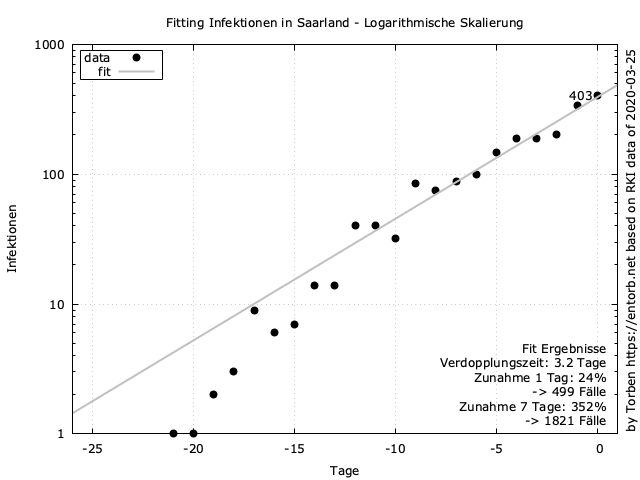 Fitting Infektionen in Saarland - Logarithmische Skalierung
1000
100
10
1
Infektionen
data
fit
403
Fit Ergebnisse
Verdopplungszeit: 3.2 Tage
Zunahme 1 Tag: 24%
-> 499 Fälle
Zunahme 7 Tage: 352%
-> 1821 Fälle
-25
-20
-15
-10
-5
0
Tage
by Torben https://entorb.net based on RKI data of 2020-03-25